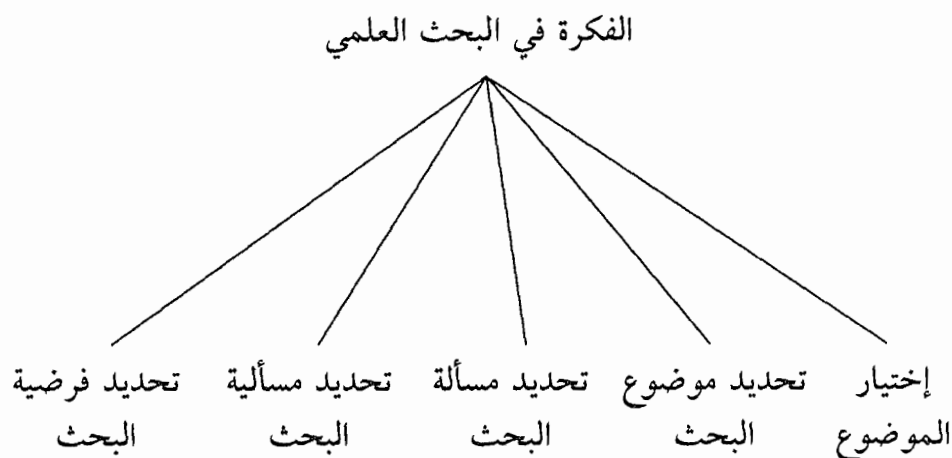 الفكرة في البحث العلمي
إختيار تحديد موضوع تحديد مسألة تحديد مسألية تحديد فرضية
الموضوع البحث البحث البحث البحث